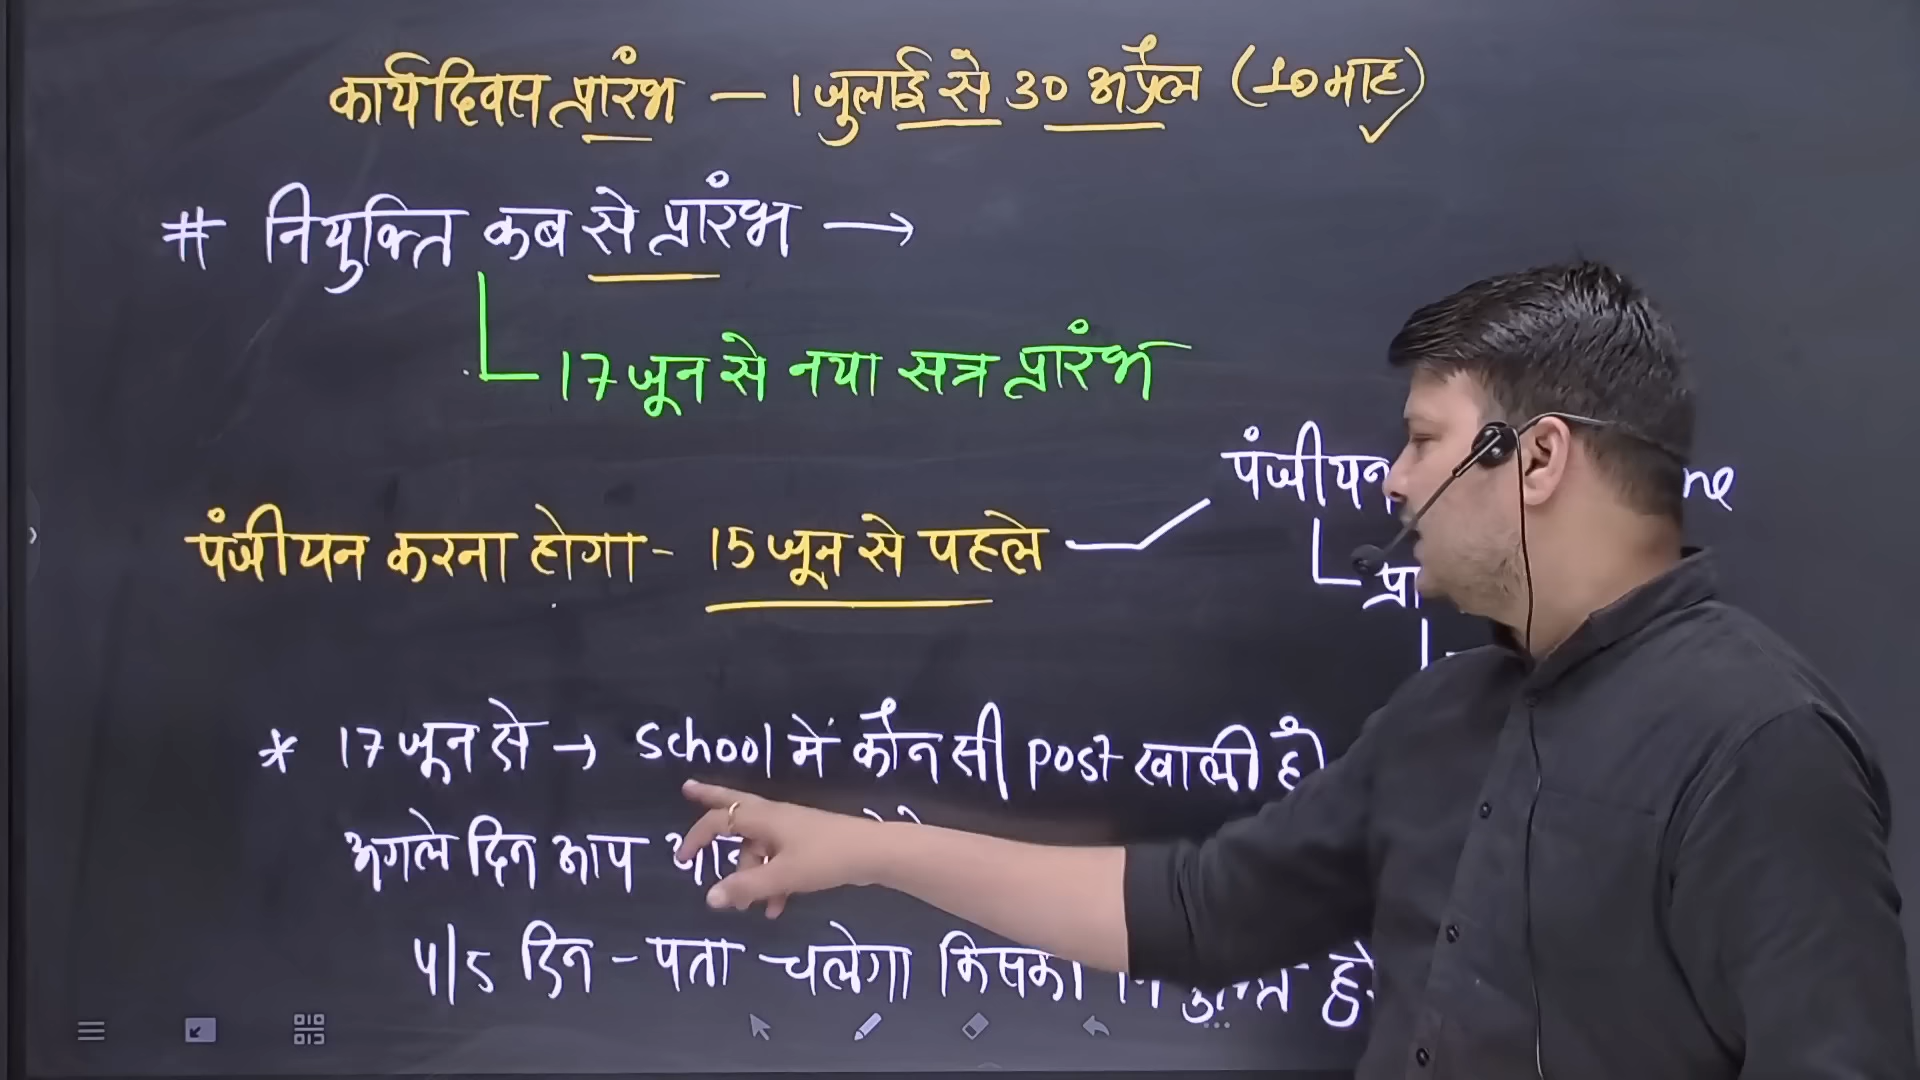 कार्यदिवस प्रारंभ – 1 जुलाई से 30 अप्रैल (10 माह)
# नियुक्ति कब से प्रारंभ →
17 जून से नया सत्र प्रारंभ
पंजीयन
ne
पंजीयन करना होगा - 15 जून से पहले
प्रा
* 17 जून से → school में कौन सी post खाली है
अगले दिन आप
4/5 दिन - पता चलेगा किसका